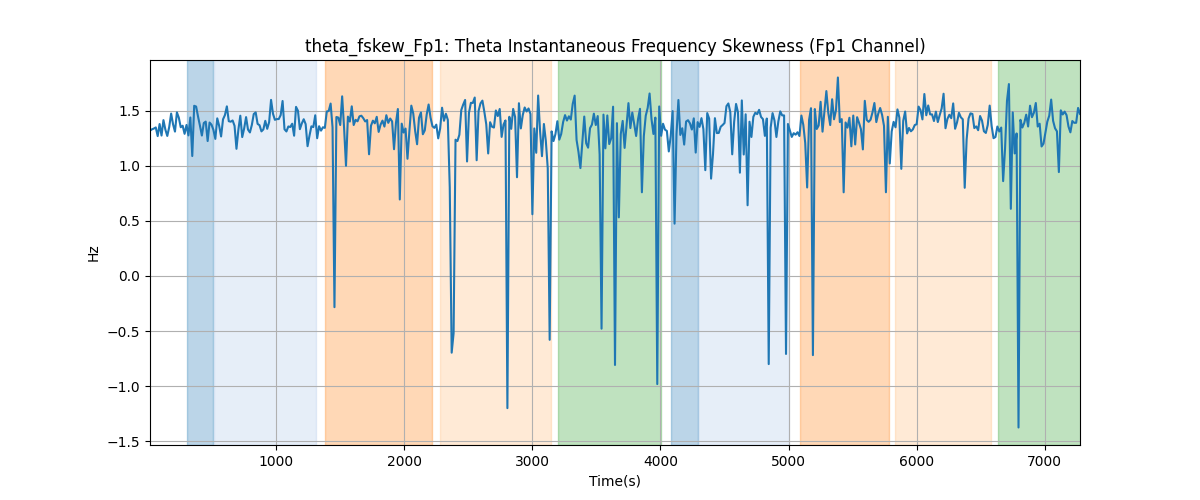 theta_fskew_Fp1: Theta Instantaneous Frequency Skewness (Fp1 Channel)
Hz
1.5
1.0
0.5
0.0
−0.5
−1.0
−1.5
1000 2000 3000 4000 5000 6000 7000
Time(s)